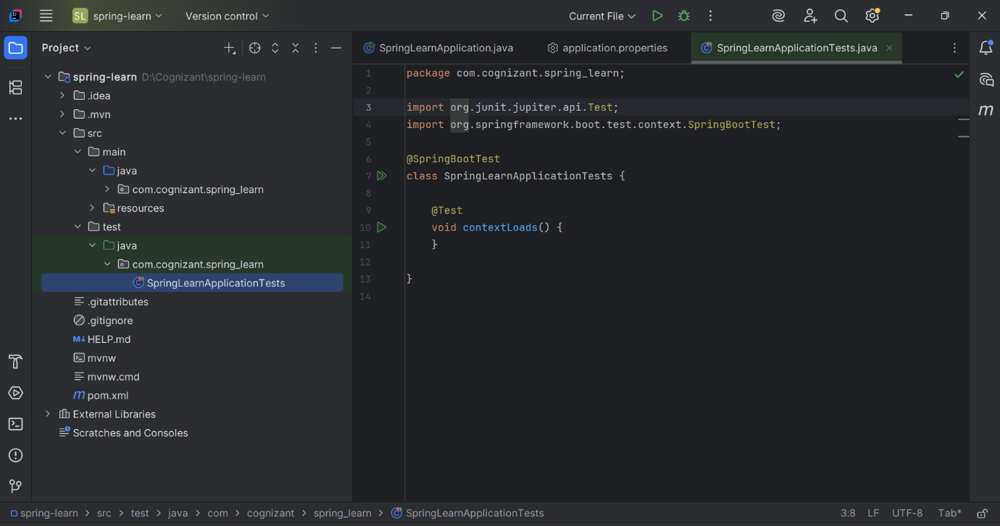 SL spring-learn Version control Current File
Project
spring-learn D:\Cognizant\spring-learn
.idea
.mvn
src
main
java
com.cognizant.spring_learn
resources
test
java
com.cognizant.spring_learn
SpringLearnApplicationTests
.gitattributes
.gitignore
M↓ HELP.md
mvnw
mvnw.cmd
m pom.xml
External Libraries
Scratches and Consoles
SpringLearnApplication.java application.properties SpringLearnApplicationTests.java
1 package com.cognizant.spring_learn;
2
3 import org.junit.jupiter.api.Test;
4 import org.springframework.boot.test.context.SpringBootTest;
5
6 @SpringBootTest
7 class SpringLearnApplicationTests {
8
9 @Test
10 void contextLoads() {
11 }
12
13 }
14
m
spring-learn > src > test > java > com > cognizant > spring_learn > SpringLearnApplicationTests
3:8 LF UTF-8 Tab*